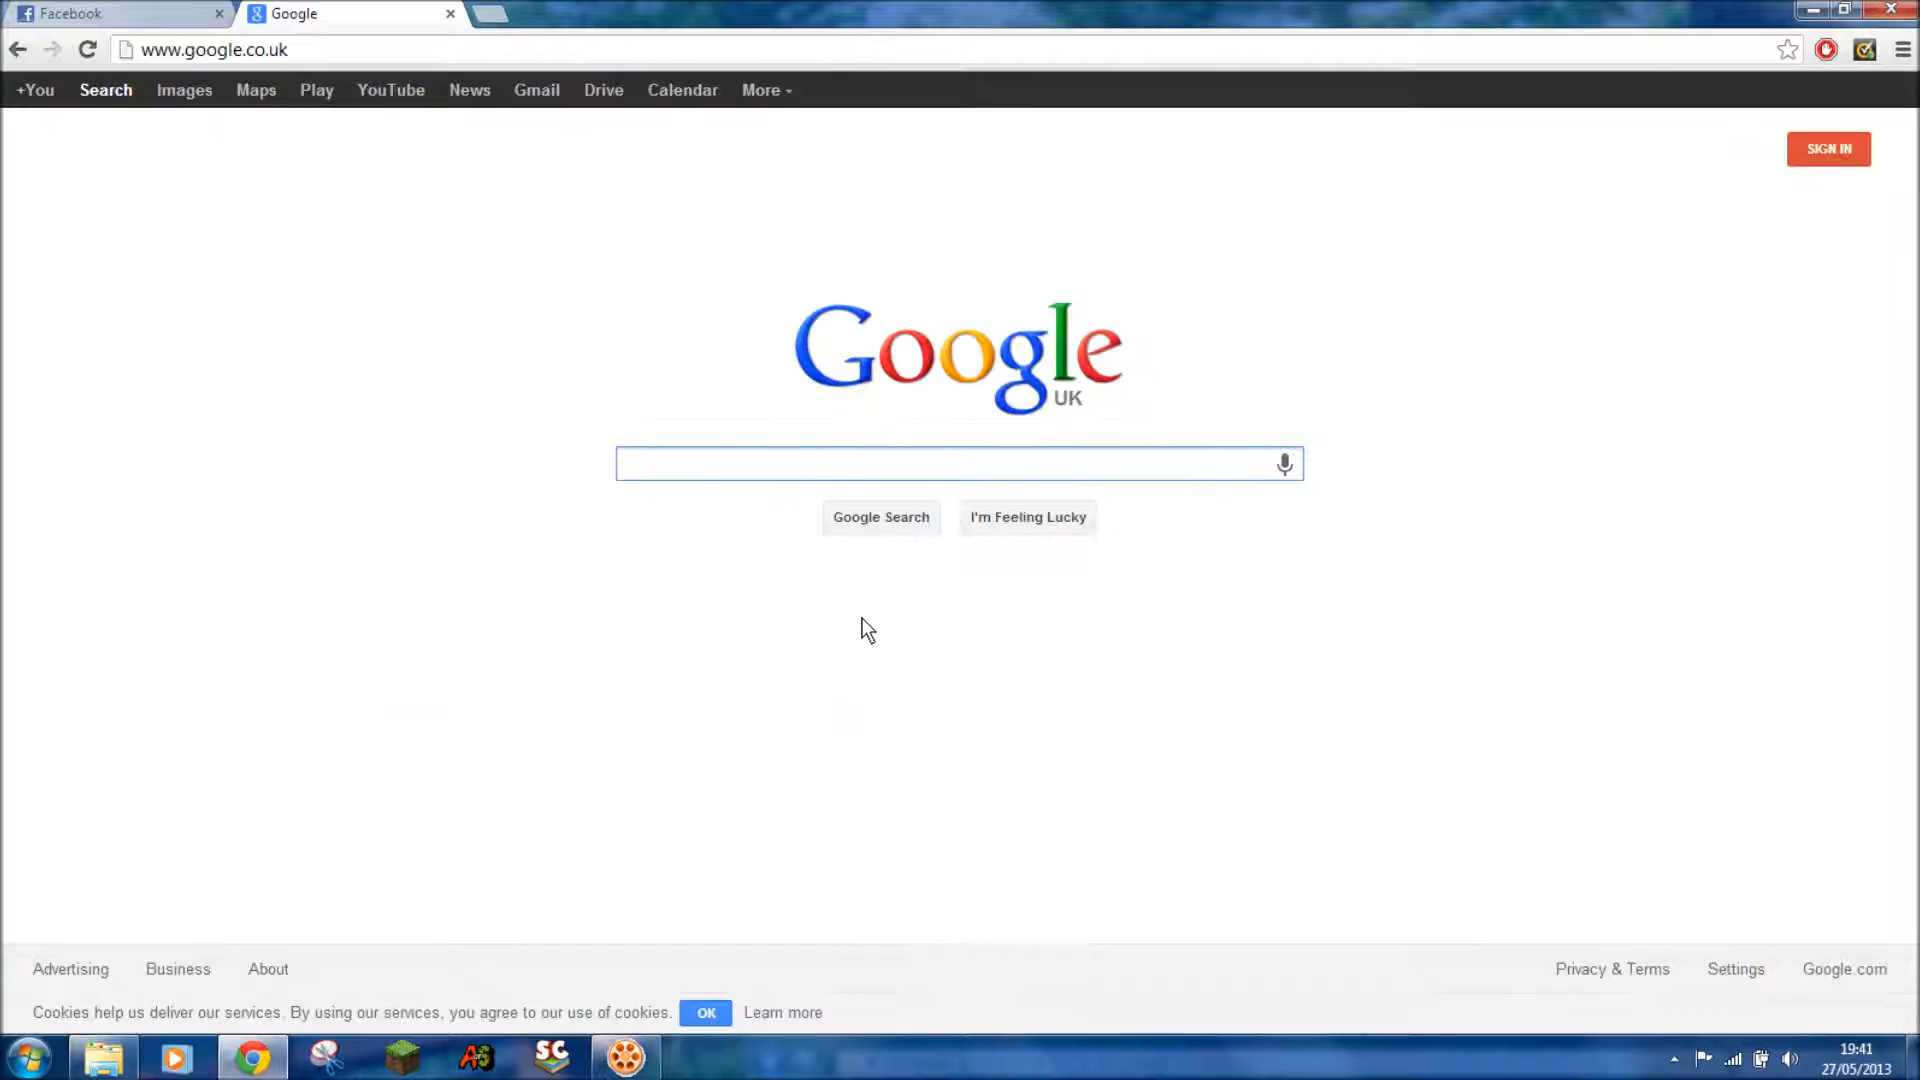 Facebook
Google
www.google.co.uk
+You Search Images Maps Play YouTube News Gmail Drive Calendar More
SIGN IN
Google
UK
Google Search I'm Feeling Lucky
Advertising Business About Privacy & Terms Settings Google.com
Cookies help us deliver our services. By using our services, you agree to our use of cookies. OK Learn more
SC
19:41
27/05/2013